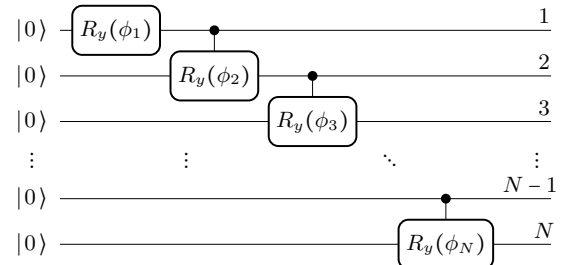 |0⟩ R_y(ϕ_1) 1
|0⟩ R_y(ϕ_2) 2
|0⟩ R_y(ϕ_3) 3
⋮ ⋮ ⋱ ⋮
|0⟩ N − 1
|0⟩ R_y(ϕ_N) N